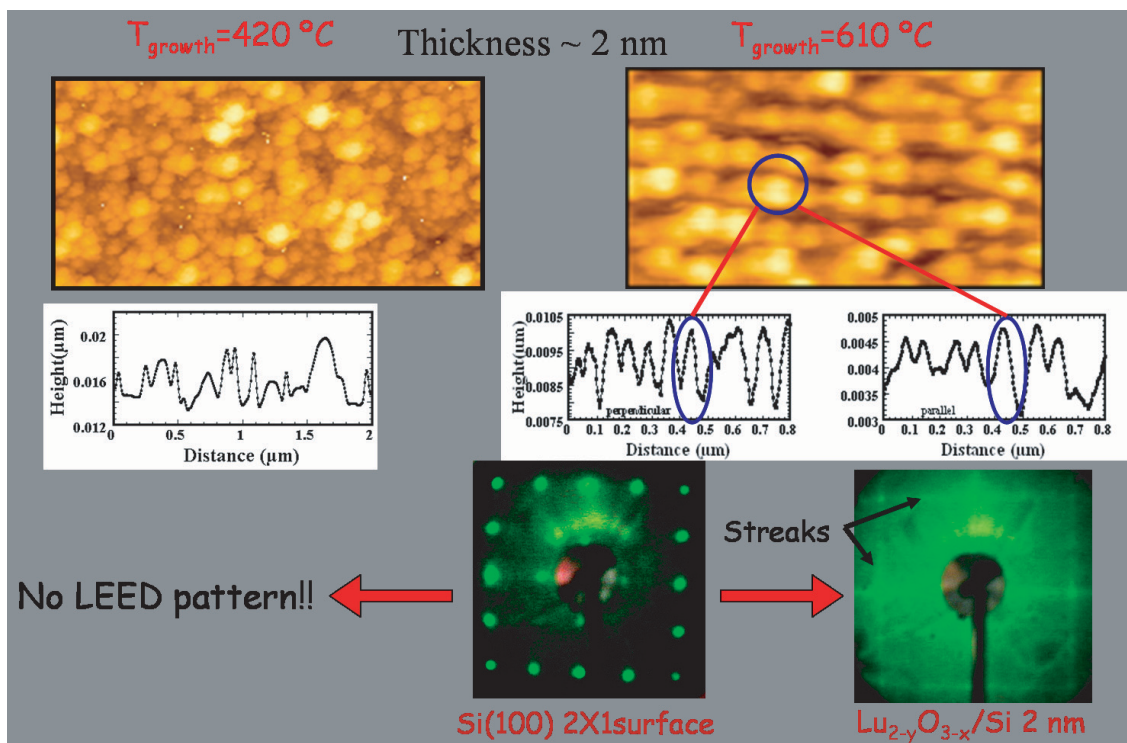 T_growth=420 °C Thickness ~ 2 nm T_growth=610 °C
Height(µm)
0.02
0.016
0.012
0 0.5 1 1.5 2
Distance (µm)
Height(µm)
0.0105
0.0095
0.0085
0.0075
perpendicular
0 0.1 0.2 0.3 0.4 0.5 0.6 0.7 0.8
Distance (µm)
0.005
0.0045
0.004
0.0035
0.003
parallel
0 0.1 0.2 0.3 0.4 0.5 0.6 0.7 0.8
Distance (µm)
Streaks
No LEED pattern!!
Si(100) 2X1surface
Lu2-yO3-x/Si 2 nm